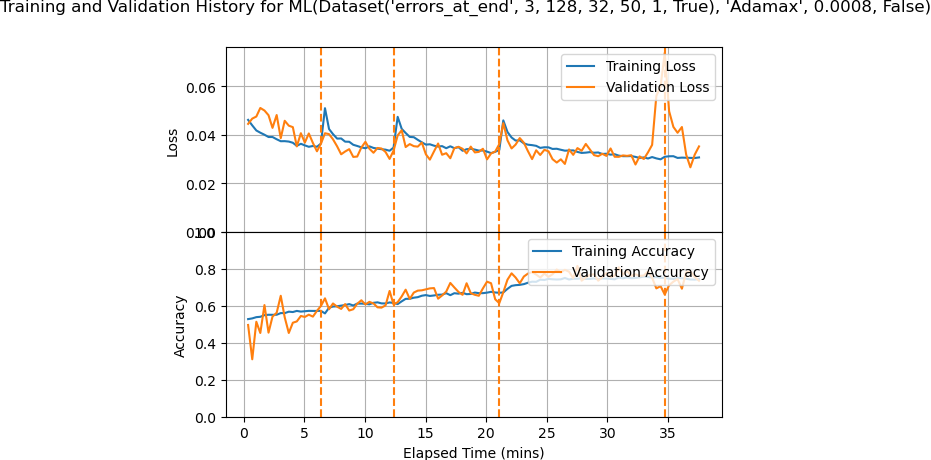 Training and Validation History for ML(Dataset('errors_at_end', 3, 128, 32, 50, 1, True), 'Adamax', 0.0008, False)
Training Loss
Validation Loss
0.06
0.04
0.02
0.00
Loss
Training Accuracy
Validation Accuracy
1.0
0.8
0.6
0.4
0.2
0.0
Accuracy
0 5 10 15 20 25 30 35
Elapsed Time (mins)